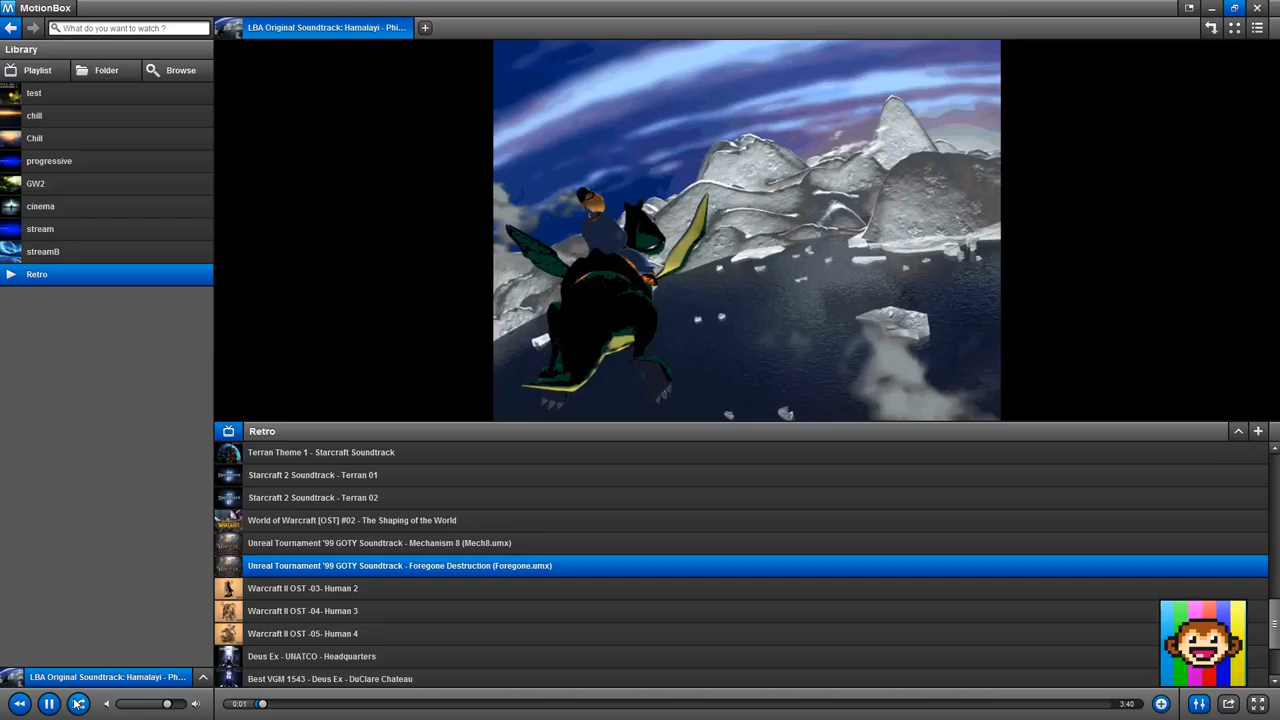 MotionBox
What do you want to watch ?
LBA Original Soundtrack: Hamalayi - Phi...
Library
Playlist
Folder
Browse
test
chill
Chill
progressive
GW2
cinema
stream
streamB
Retro
Retro
Terran Theme 1 - Starcraft Soundtrack
Starcraft 2 Soundtrack - Terran 01
Starcraft 2 Soundtrack - Terran 02
World of Warcraft [OST] #02 - The Shaping of the World
Unreal Tournament '99 GOTY Soundtrack - Mechanism 8 (Mech8.umx)
Unreal Tournament '99 GOTY Soundtrack - Foregone Destruction (Foregone.umx)
Warcraft II OST -03- Human 2
Warcraft II OST -04- Human 3
Warcraft II OST -05- Human 4
Deus Ex - UNATCO - Headquarters
Best VGM 1543 - Deus Ex - DuClare Chateau
LBA Original Soundtrack: Hamalayi - Ph...
0:01
3:40